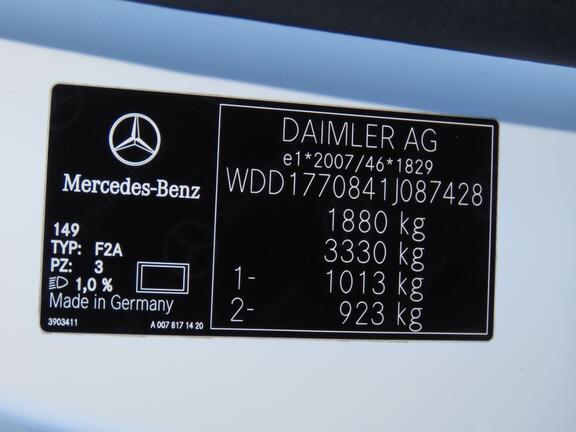 Mercedes-Benz
149
TYP: F2A
PZ: 3
1,0 %
Made in Germany
3903411
A 007 817 14 20
DAIMLER AG
e1*2007/46*1829
WDD1770841J087428
1880 kg
3330 kg
1- 1013 kg
2- 923 kg